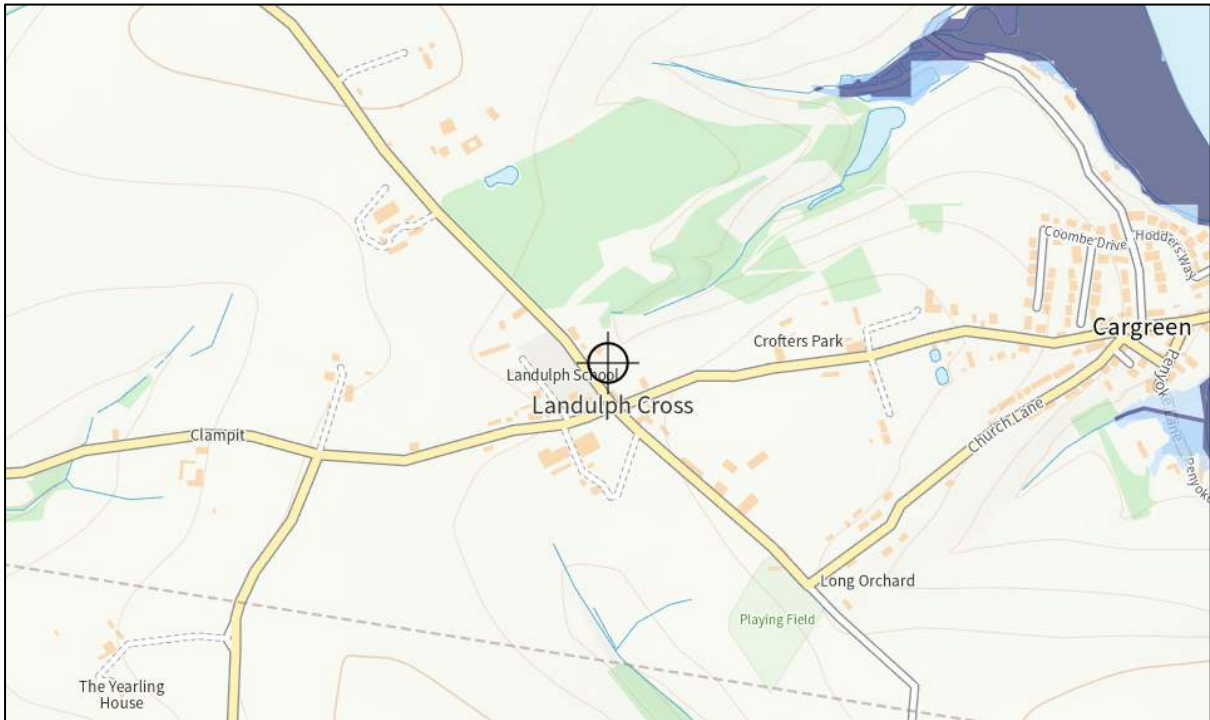 Coombe Drive
Hodders Way
Cargreen
Crofters Park
Landulph School
Landulph Cross
Penyoke Lane
Church Lane
Clampit
Penyoke
Long Orchard
Playing Field
The Yearling
House